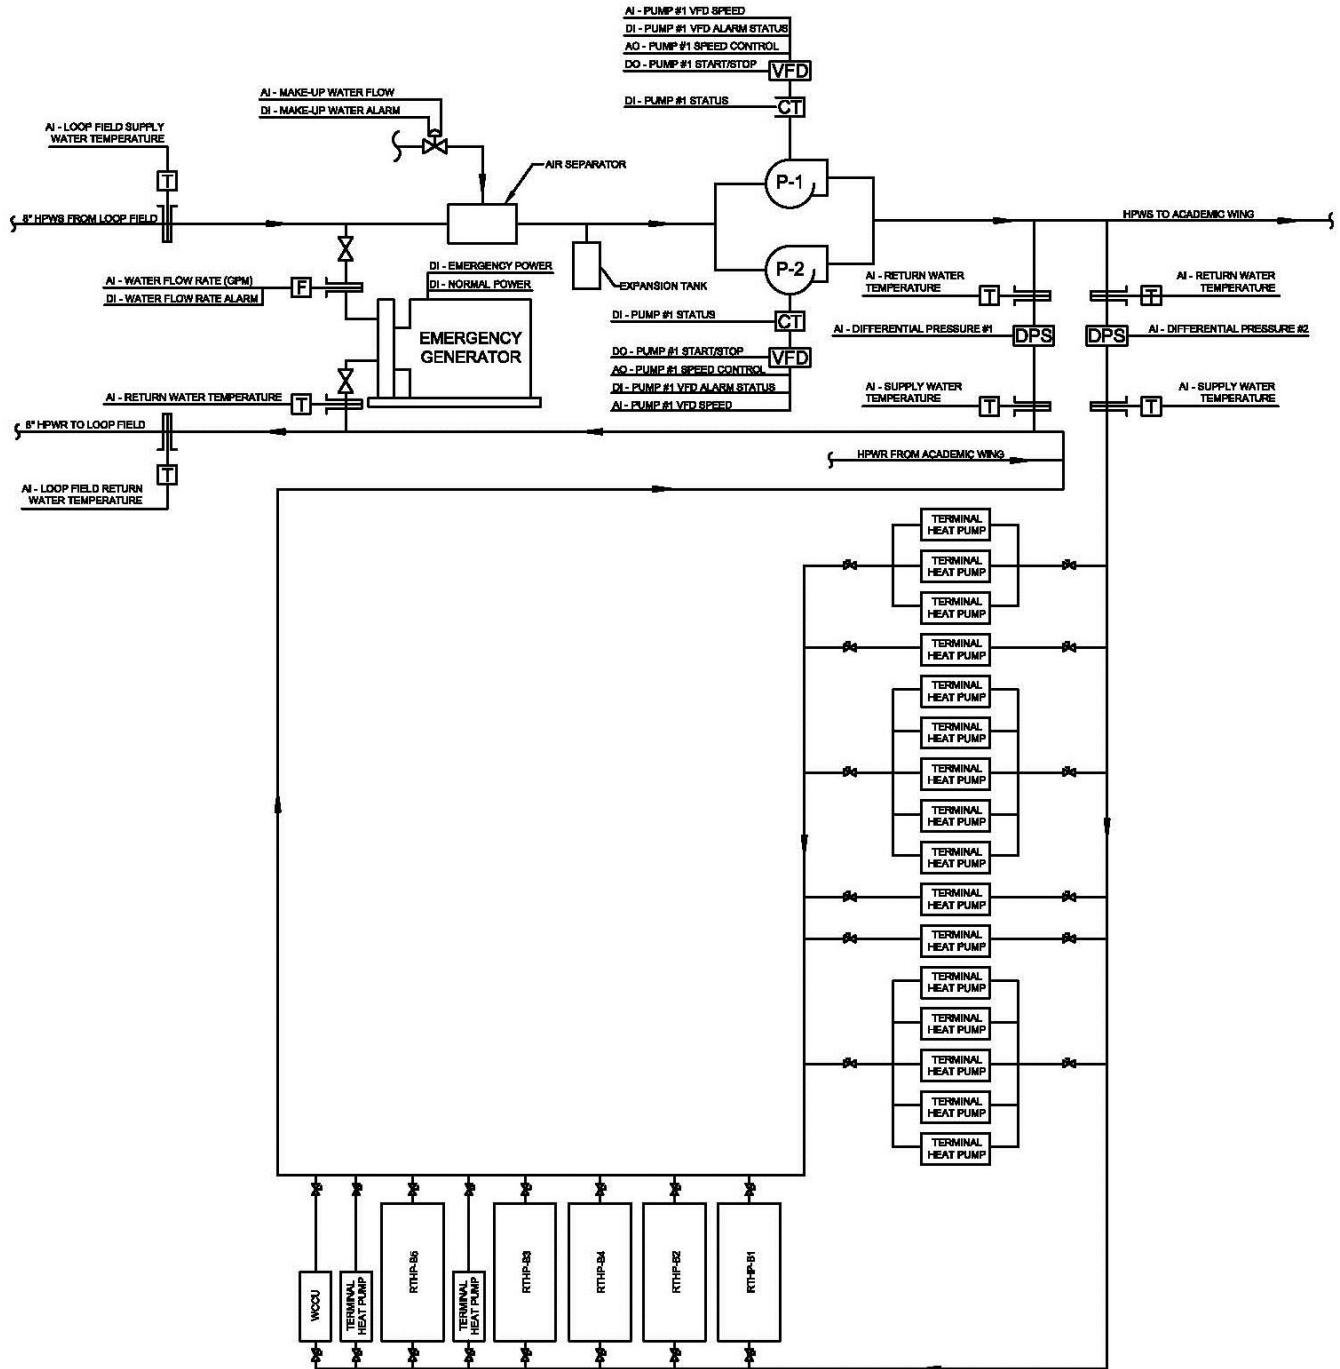 AI - PUMP #1 VFD SPEED
DI - PUMP #1 VFD ALARM STATUS
AO - PUMP #1 SPEED CONTROL
DO - PUMP #1 START/STOP
VFD
DI - PUMP #1 STATUS
CT
AI - MAKE-UP WATER FLOW
DI - MAKE-UP WATER ALARM
AI - LOOP FIELD SUPPLY
WATER TEMPERATURE
T
AIR SEPARATOR
P-1
8" HPWS FROM LOOP FIELD
HPWS TO ACADEMIC WING
P-2
DI - EMERGENCY POWER
DI - NORMAL POWER
EXPANSION TANK
AI - WATER FLOW RATE (GPM)
DI - WATER FLOW RATE ALARM
F
EMERGENCY
GENERATOR
AI - RETURN WATER
TEMPERATURE
T
T
AI - RETURN WATER
TEMPERATURE
DI - PUMP #1 STATUS
CT
AI - DIFFERENTIAL PRESSURE #1
DPS
DPS
AI - DIFFERENTIAL PRESSURE #2
DO - PUMP #1 START/STOP
VFD
AO - PUMP #1 SPEED CONTROL
DI - PUMP #1 VFD ALARM STATUS
AI - PUMP #1 VFD SPEED
AI - SUPPLY WATER
TEMPERATURE
T
T
AI - SUPPLY WATER
TEMPERATURE
AI - RETURN WATER TEMPERATURE
T
8" HPWR TO LOOP FIELD
HPWR FROM ACADEMIC WING
T
AI - LOOP FIELD RETURN
WATER TEMPERATURE
TERMINAL
HEAT PUMP
TERMINAL
HEAT PUMP
TERMINAL
HEAT PUMP
TERMINAL
HEAT PUMP
TERMINAL
HEAT PUMP
TERMINAL
HEAT PUMP
TERMINAL
HEAT PUMP
TERMINAL
HEAT PUMP
TERMINAL
HEAT PUMP
TERMINAL
HEAT PUMP
TERMINAL
HEAT PUMP
TERMINAL
HEAT PUMP
TERMINAL
HEAT PUMP
TERMINAL
HEAT PUMP
TERMINAL
HEAT PUMP
TERMINAL
HEAT PUMP
WCCU
TERMINAL
HEAT PUMP
RTHP-B5
TERMINAL
HEAT PUMP
RTHP-B3
RTHP-B4
RTHP-B2
RTHP-B1